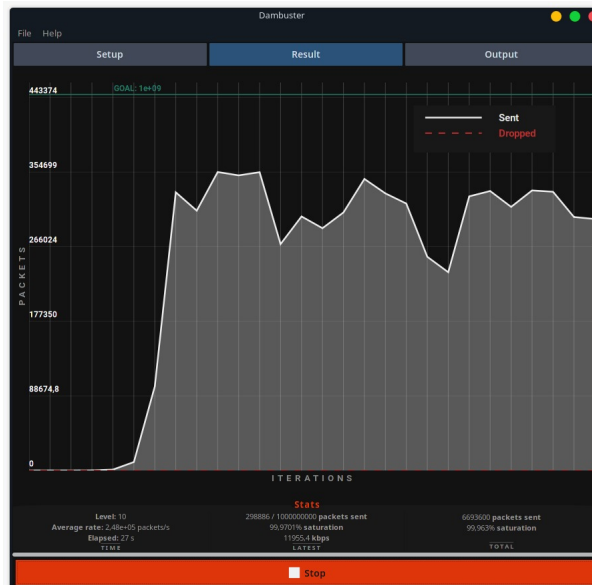 Dambuster
File Help
Setup Result Output
443374
GOAL: 1e+09
Sent
Dropped
354699
266024
PACKETS
177350
88674,8
0
ITERATIONS
Stats
Level: 10
Average rate: 2,48e+05 packets/s
Elapsed: 27 s
TIME
298886 / 1000000000 packets sent
99,9701% saturation
11955,4 kbps
LATEST
6693600 packets sent
99,963% saturation
TOTAL
Stop